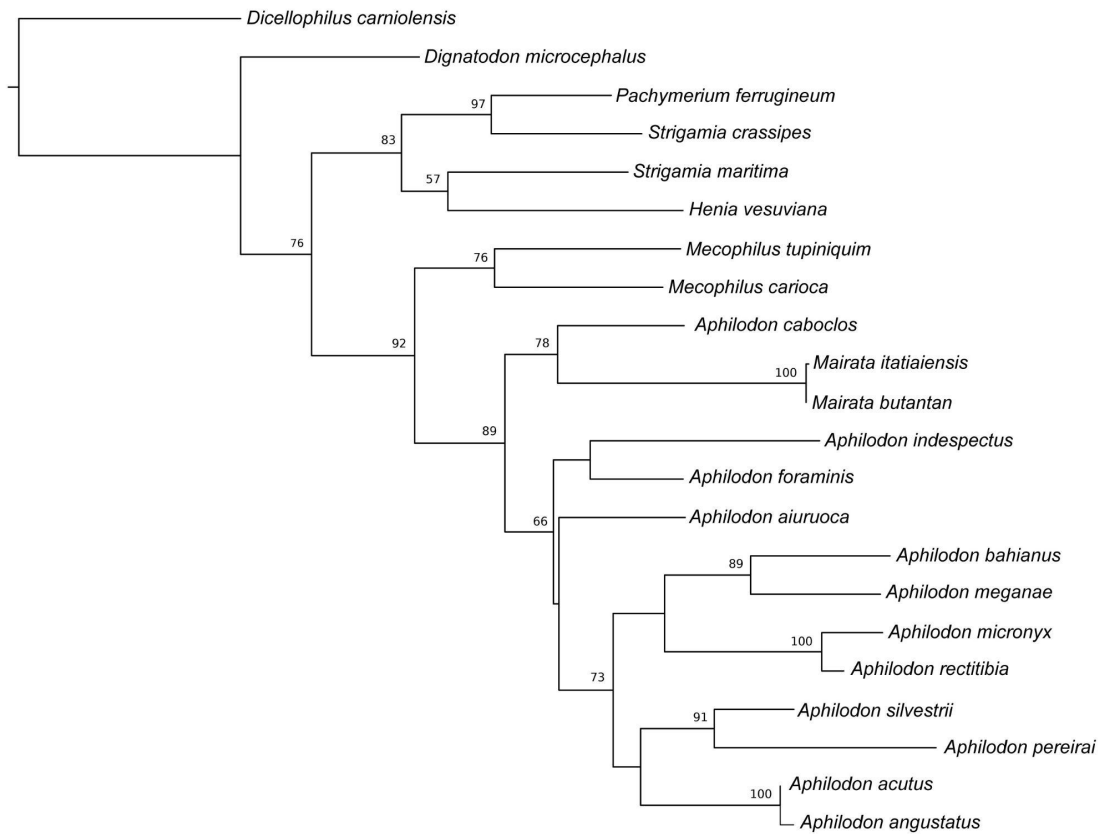 Dicellophilus carniolensis
Dignatodon microcephalus
Pachymerium ferrugineum
97
Strigamia crassipes
83
Strigamia maritima
57
Henia vesuviana
76
Mecophilus tupiniquim
76
Mecophilus carioca
Aphilodon caboclos
92
78
Mairata itatiaiensis
100
Mairata butantan
89
Aphilodon indespectus
Aphilodon foraminis
Aphilodon aiuruoca
66
Aphilodon bahianus
89
Aphilodon meganae
Aphilodon micronyx
100
Aphilodon rectitibia
73
Aphilodon silvestrii
91
Aphilodon pereirai
Aphilodon acutus
100
Aphilodon angustatus